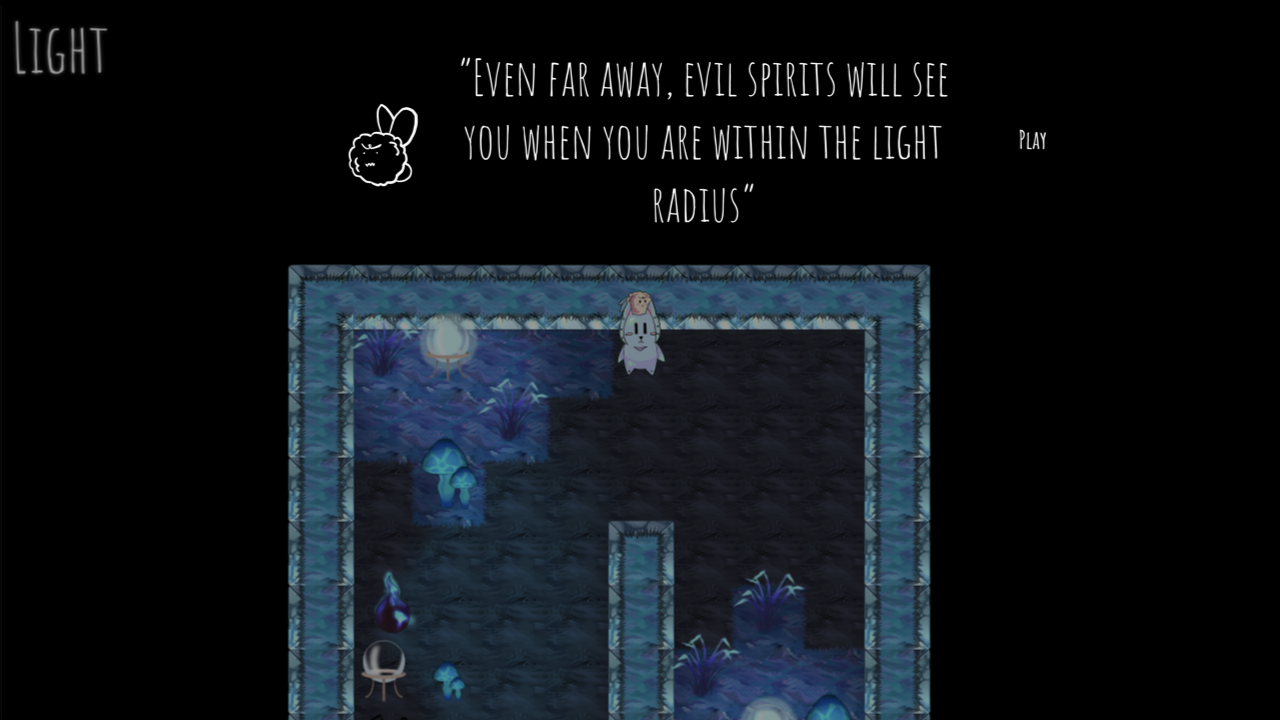 Light
"Even far away, evil spirits will see
you when you are within the light
radius"
Play